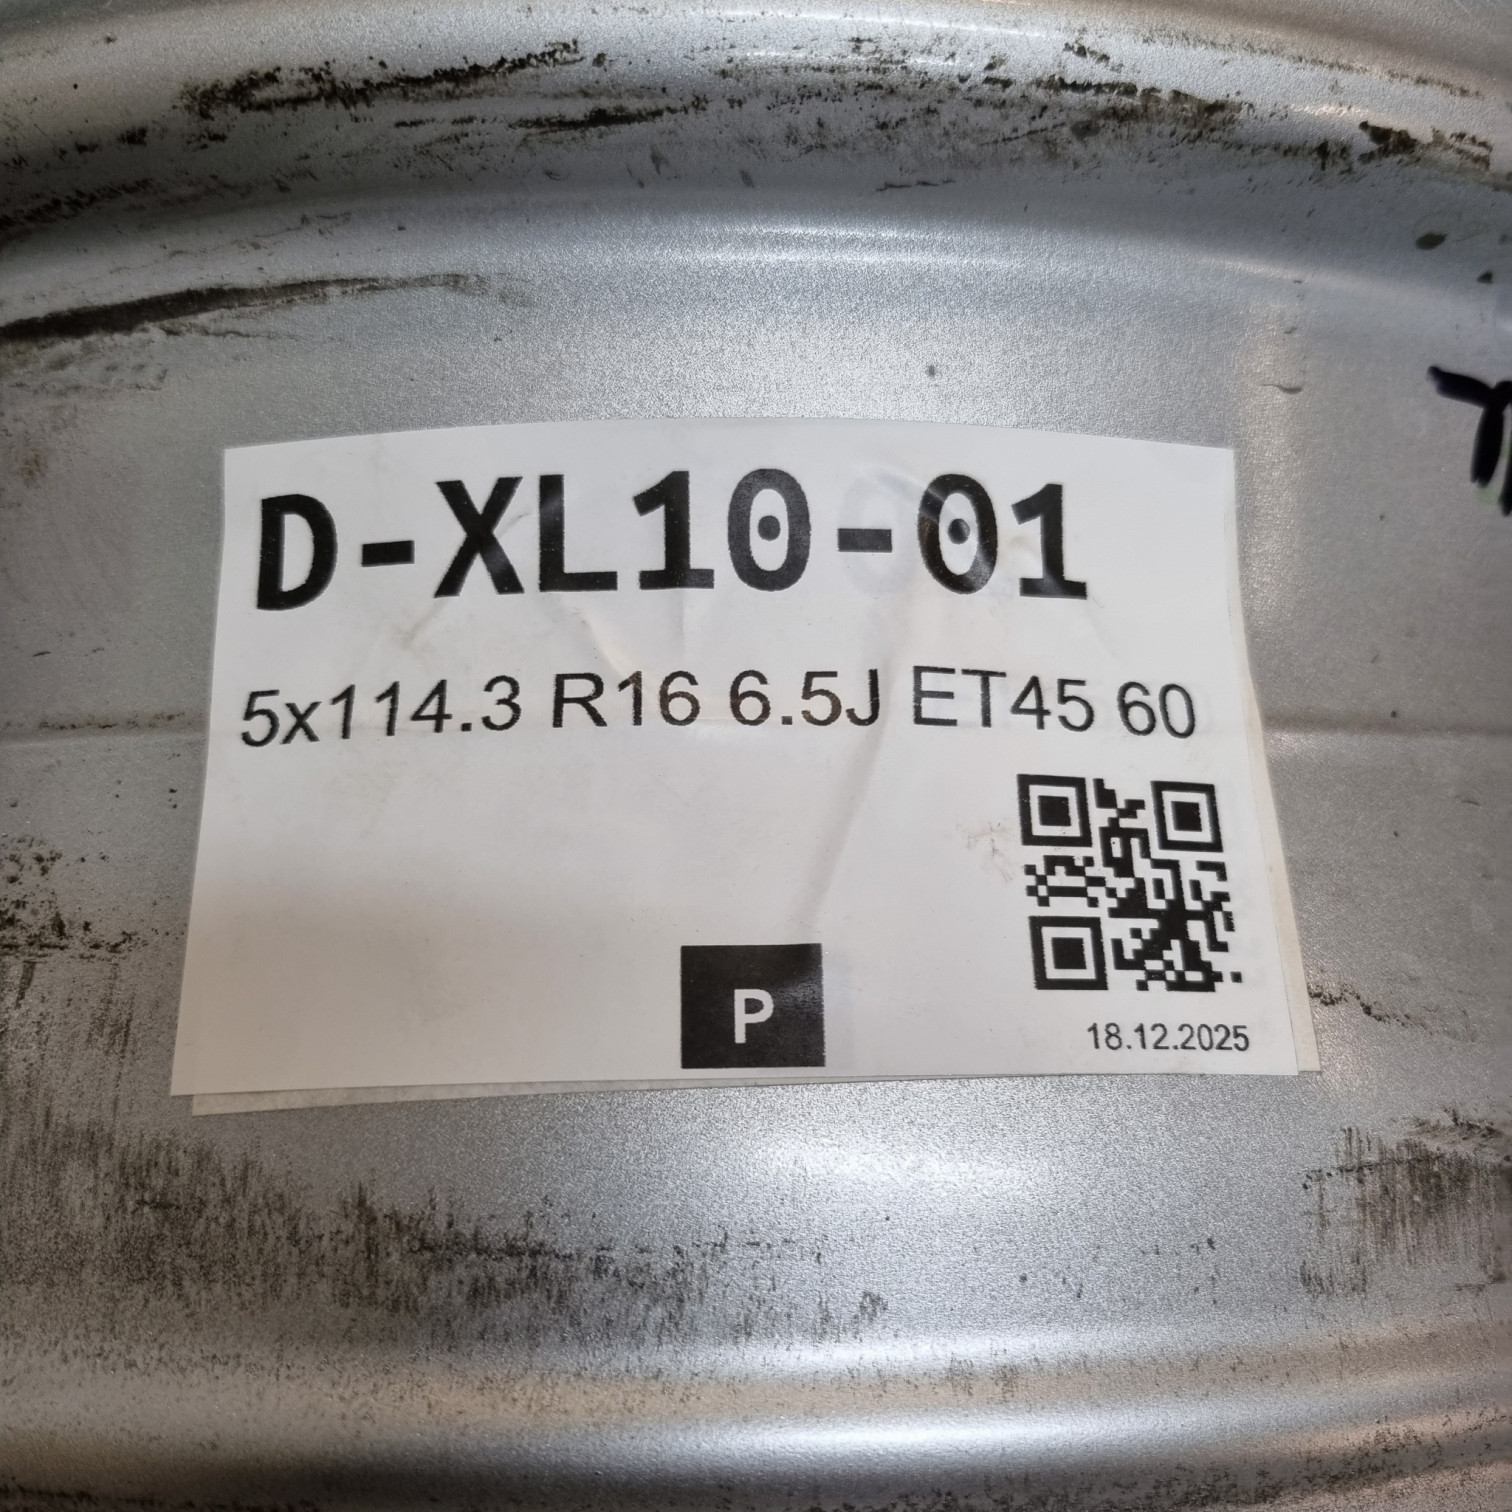 D-XL10-01
5x114.3 R16 6.5J ET45 60
P
18.12.2025